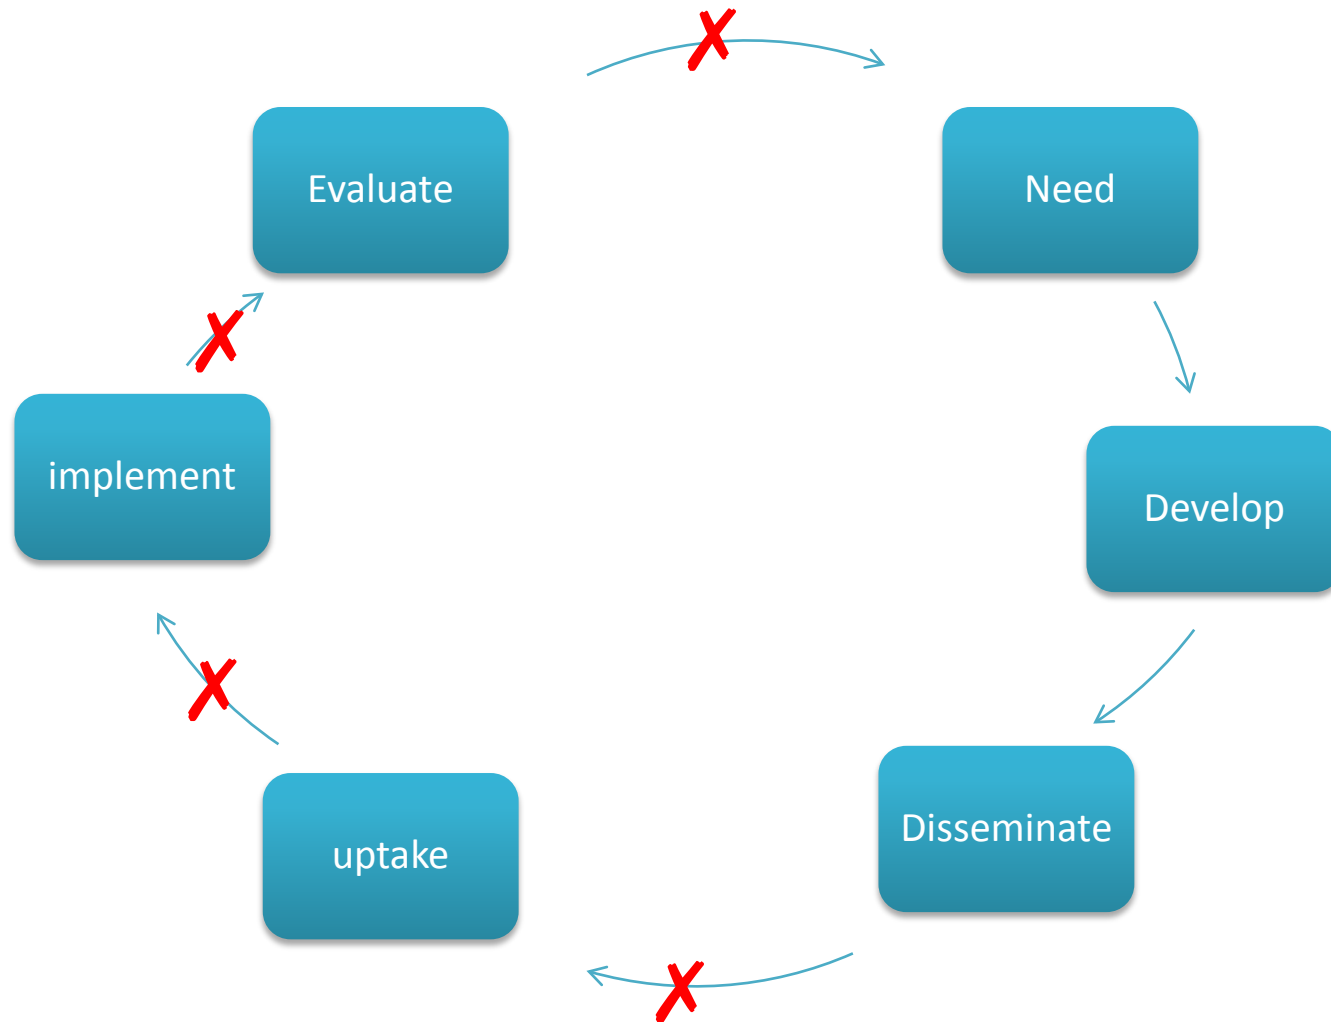 Evaluate
Need
implement
Develop
Disseminate
uptake